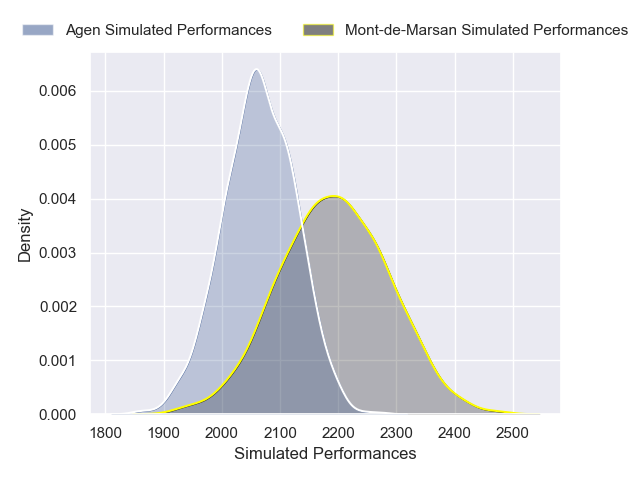 Agen Simulated Performances
Mont-de-Marsan Simulated Performances
0.006
0.005
0.004
0.003
0.002
0.001
0.000
Density
1800 1900 2000 2100 2200 2300 2400 2500
Simulated Performances